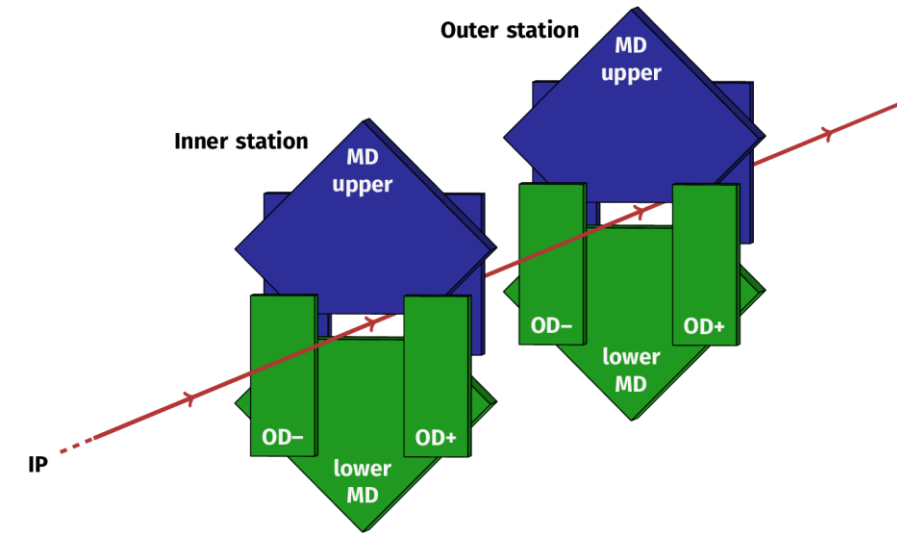 Outer station
MD
upper
Inner station
MD
upper
OD−
OD+
lower
MD
OD−
OD+
lower
MD
IP